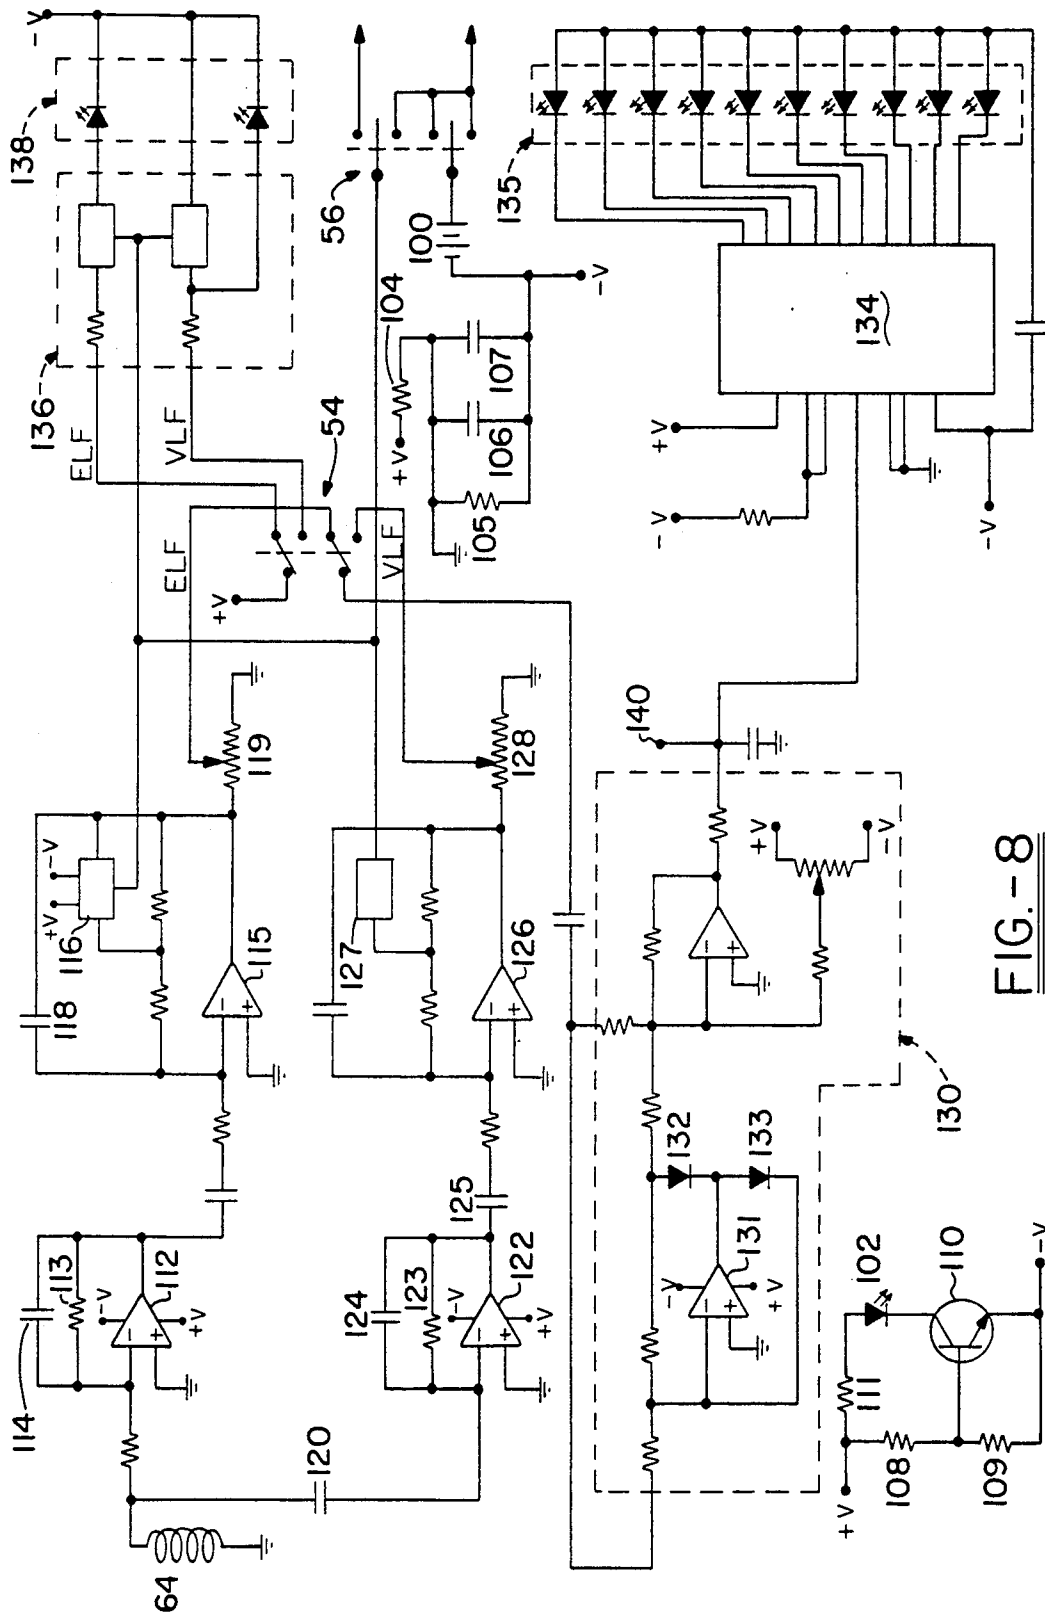 -V
138
136
ELF
VLF
56
100
104
+V
-V
107
106
105
54
ELF
VLF
+V
135
134
+V
-V
-V
118
116
+V
-V
115
119
127
126
128
140
114
113
-V
112
+V
124
123
-V
122
+V
125
120
64
132
133
-V
131
+V
+V
-V
130
+V
108
109
111
102
110
-V
- +
- +
- +
- +
- +
- +
FIG.-8